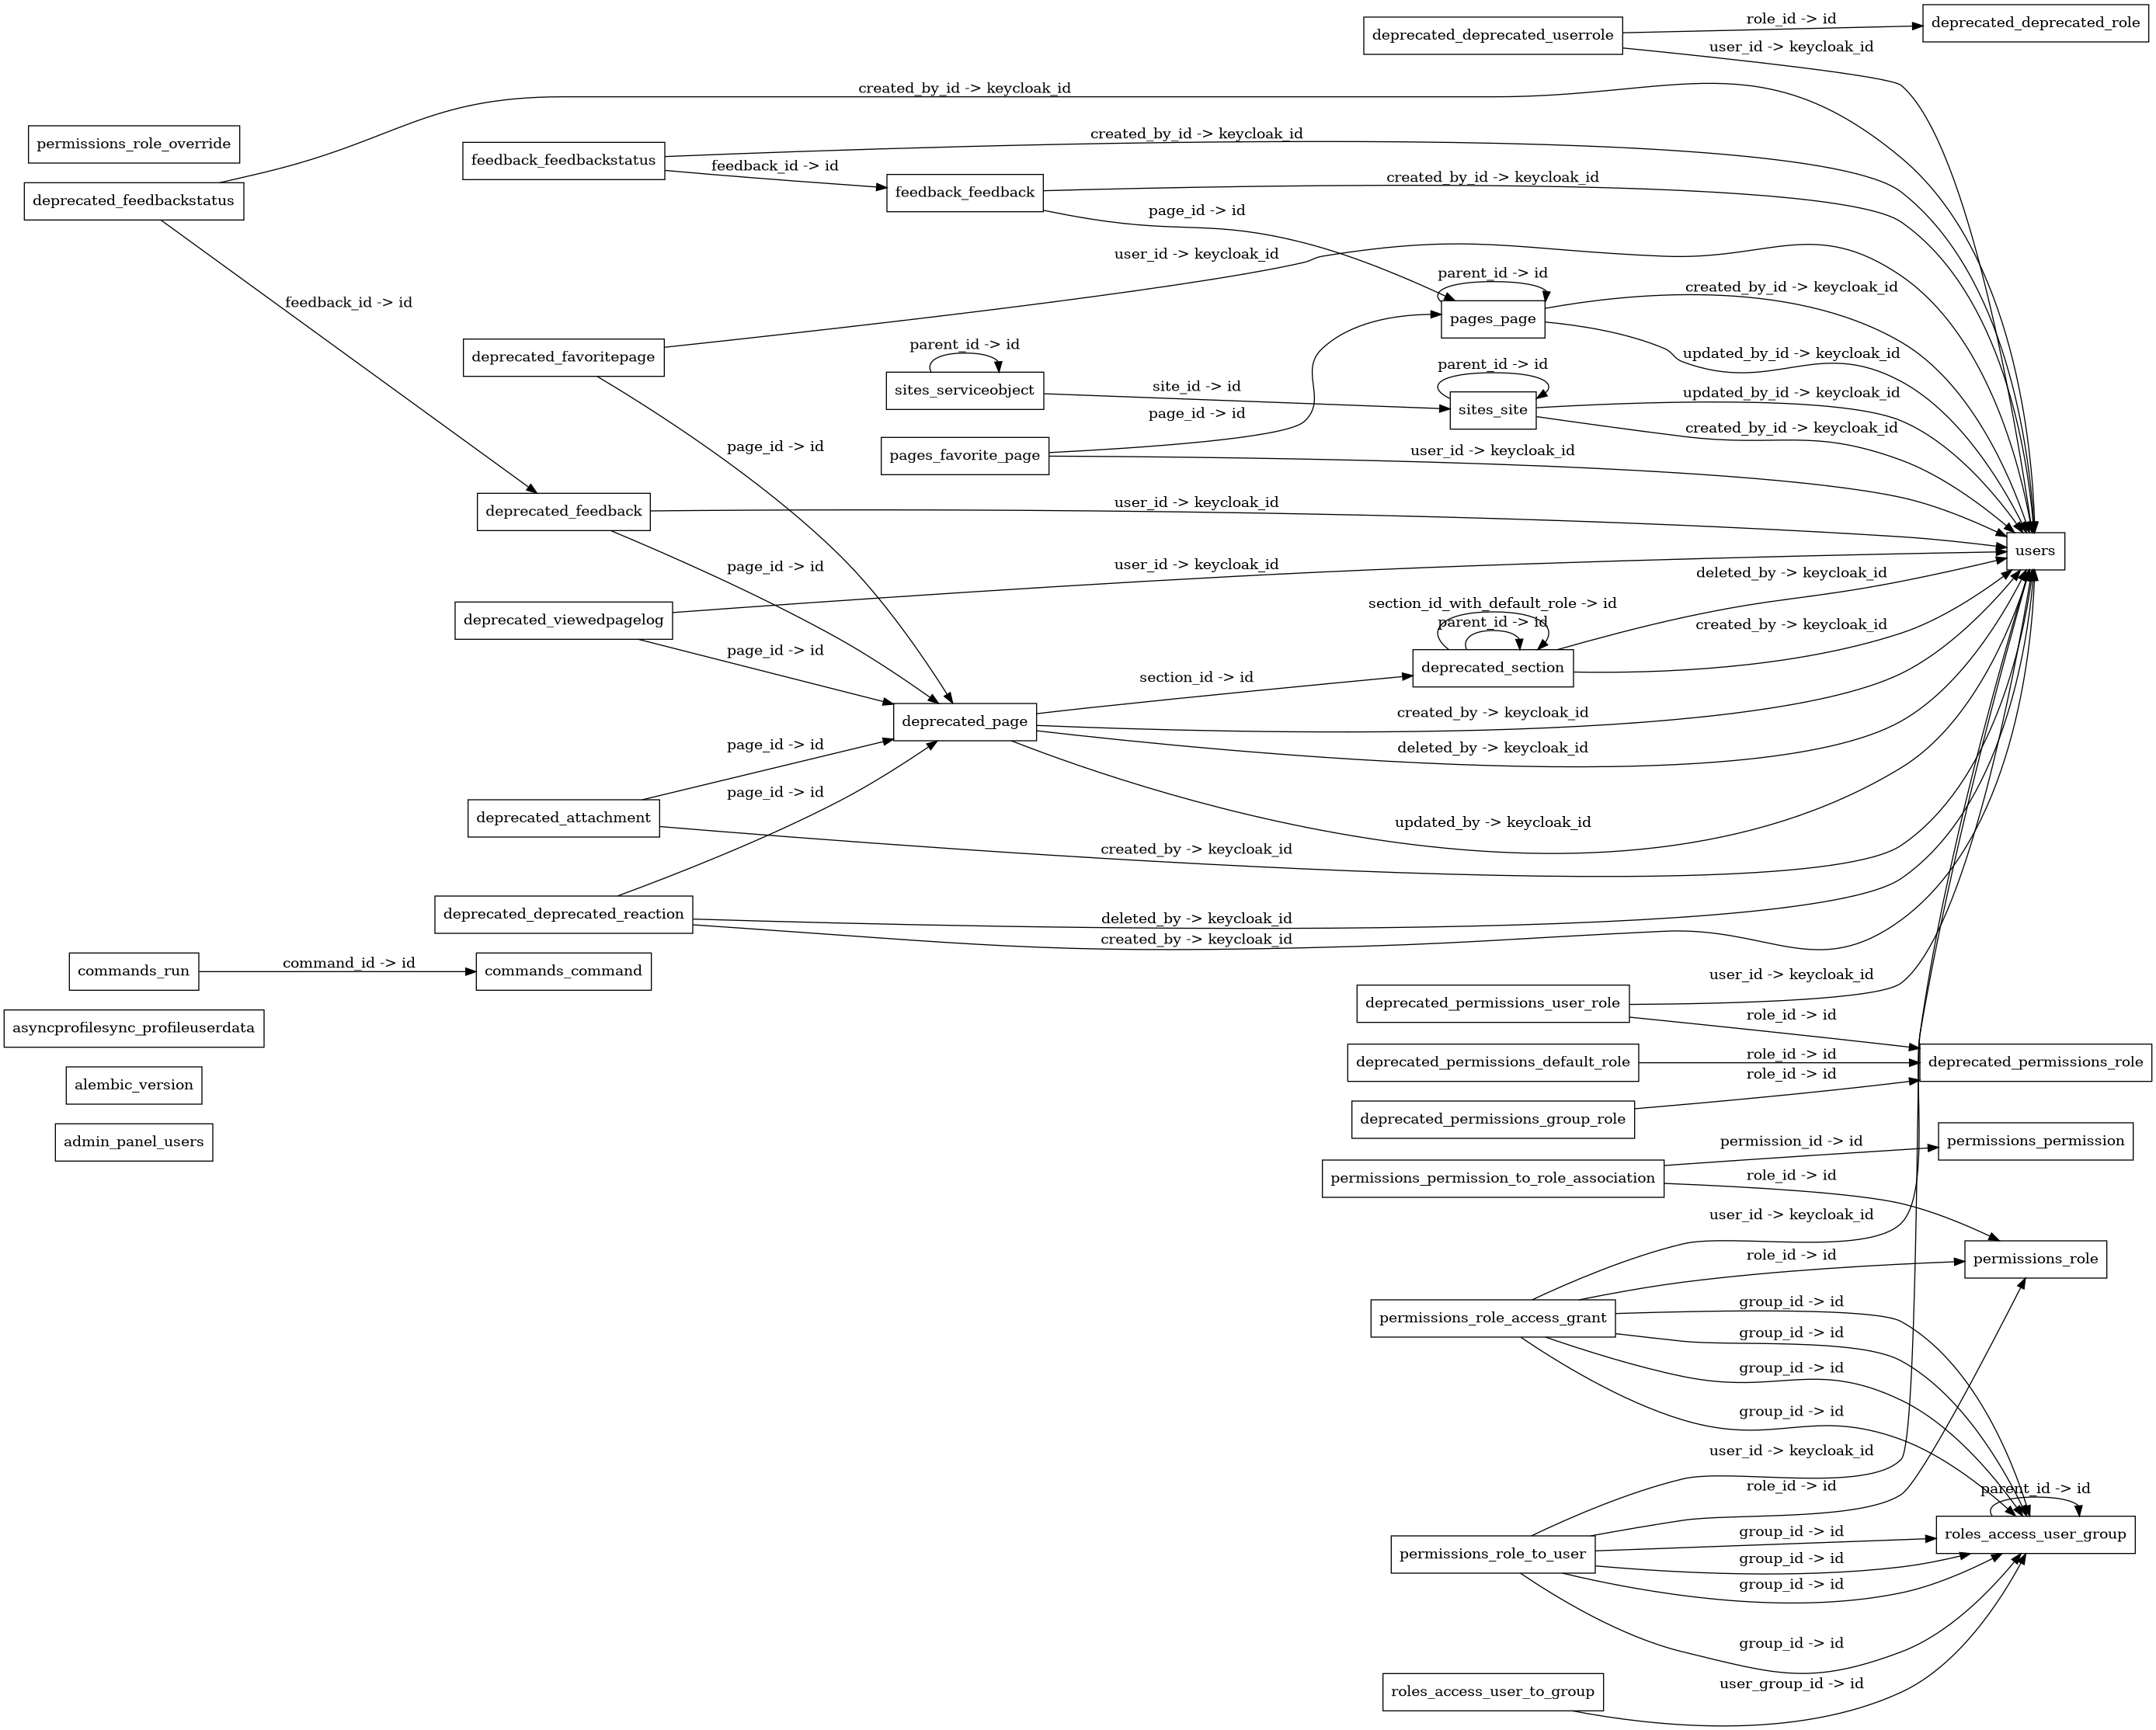 deprecated_deprecated_role
role_id -> id
deprecated_deprecated_userrole
user_id -> keycloak_id
created_by_id -> keycloak_id
permissions_role_override
deprecated_feedbackstatus
feedback_feedbackstatus
created_by_id -> keycloak_id
feedback_id -> id
feedback_feedback
created_by_id -> keycloak_id
page_id -> id
user_id -> keycloak_id
parent_id -> id
created_by_id -> keycloak_id
feedback_id -> id
pages_page
deprecated_favoritepage
parent_id -> id
updated_by_id -> keycloak_id
parent_id -> id
sites_serviceobject
site_id -> id
updated_by_id -> keycloak_id
sites_site
page_id -> id
created_by_id -> keycloak_id
page_id -> id
pages_favorite_page
user_id -> keycloak_id
user_id -> keycloak_id
deprecated_feedback
users
page_id -> id
user_id -> keycloak_id
deleted_by -> keycloak_id
section_id_with_default_role -> id
deprecated_viewedpagelog
parent_id -> id
created_by -> keycloak_id
page_id -> id
deprecated_section
section_id -> id
created_by -> keycloak_id
deprecated_page
page_id -> id
deleted_by -> keycloak_id
page_id -> id
deprecated_attachment
updated_by -> keycloak_id
created_by -> keycloak_id
deprecated_deprecated_reaction
deleted_by -> keycloak_id
created_by -> keycloak_id
commands_run
command_id -> id
commands_command
user_id -> keycloak_id
deprecated_permissions_user_role
role_id -> id
asyncprofilesync_profileuserdata
deprecated_permissions_default_role
role_id -> id
deprecated_permissions_role
role_id -> id
alembic_version
deprecated_permissions_group_role
admin_panel_users
permission_id -> id
permissions_permission
permissions_permission_to_role_association
role_id -> id
user_id -> keycloak_id
role_id -> id
permissions_role
group_id -> id
permissions_role_access_grant
group_id -> id
group_id -> id
group_id -> id
user_id -> keycloak_id
role_id -> id
parent_id -> id
group_id -> id
roles_access_user_group
permissions_role_to_user
group_id -> id
group_id -> id
group_id -> id
user_group_id -> id
roles_access_user_to_group